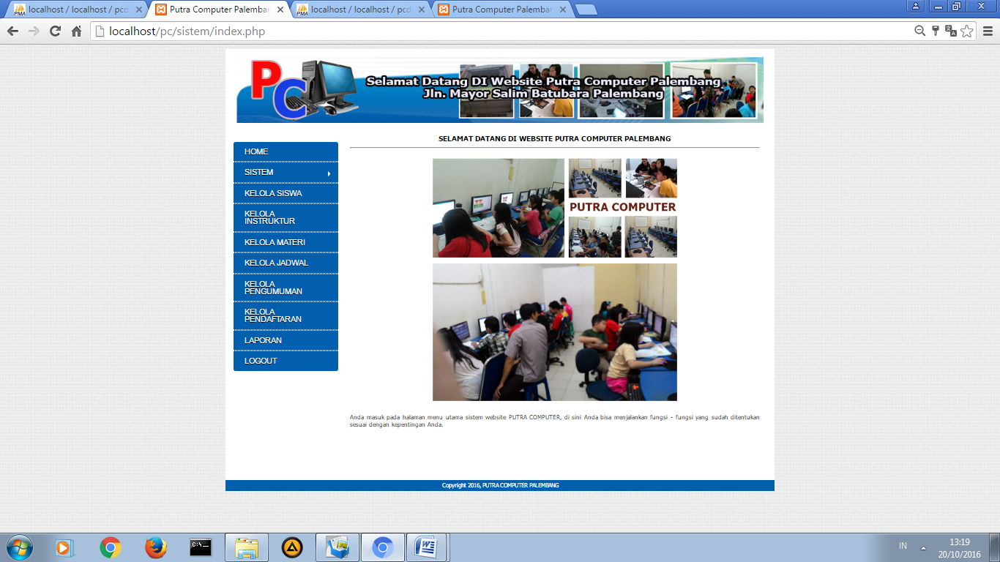 localhost / localhost / pcd
Putra Computer Palemban
localhost / localhost / pcd
Putra Computer Palemban
localhost/pc/sistem/index.php
PC
Selamat Datang DI Website Putra Computer Palembang
Jln. Mayor Salim Batubara Palembang
SELAMAT DATANG DI WEBSITE PUTRA COMPUTER PALEMBANG
HOME
SISTEM
KELOLA SISWA
KELOLA
INSTRUKTUR
KELOLA MATERI
KELOLA JADWAL
KELOLA
PENGUMUMAN
KELOLA
PENDAFTARAN
LAPORAN
LOGOUT
PUTRA COMPUTER
Anda masuk pada halaman menu utama sistem website PUTRA COMPUTER, di sini Anda bisa menjalankan fungsi - fungsi yang sudah ditentukan
sesuai dengan kepentingan Anda.
Copyright 2016, PUTRA COMPUTER PALEMBANG
IN
13:19
20/10/2016